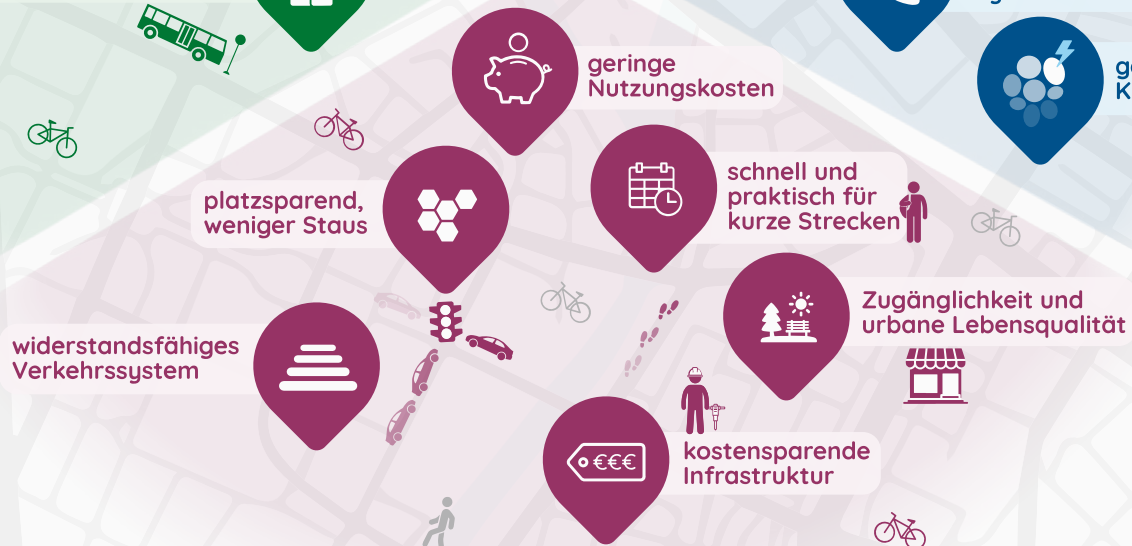 geringe
Nutzungskosten
schnell und
praktisch für
kurze Strecken
platzsparend,
weniger Staus
Zugänglichkeit und
urbane Lebensqualität
widerstandsfähiges
Verkehrssystem
€€€
kostensparende
Infrastruktur